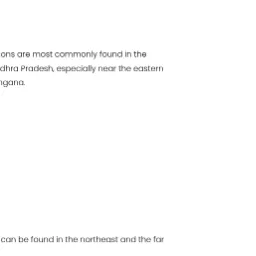 ons are most commonly found in the
dhra Pradesh, especially near the eastern
ngana.
can be found in the northeast and the far